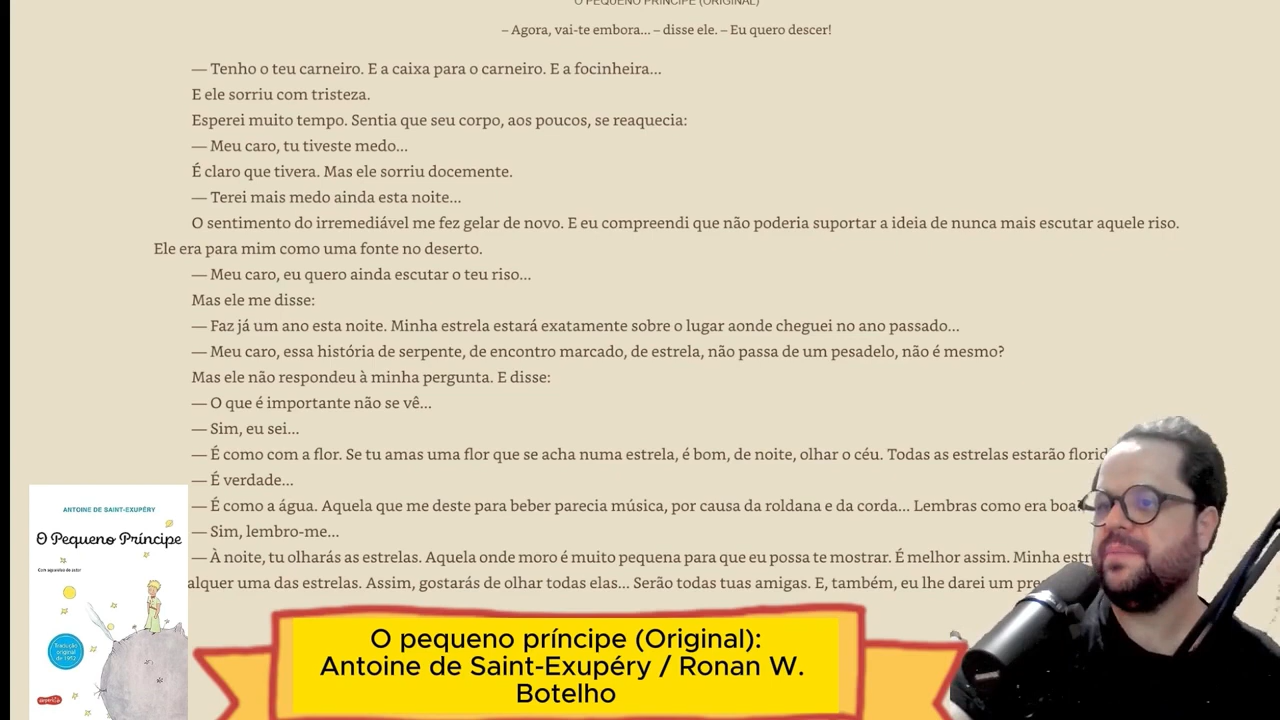 O PEQUENO PRÍNCIPE (ORIGINAL)
– Agora, vai-te embora... – disse ele. – Eu quero descer!
— Tenho o teu carneiro. E a caixa para o carneiro. E a focinheira...
E ele sorriu com tristeza.
Esperei muito tempo. Sentia que seu corpo, aos poucos, se reaquecia:
— Meu caro, tu tiveste medo...
É claro que tivera. Mas ele sorriu docemente.
— Terei mais medo ainda esta noite...
O sentimento do irremediável me fez gelar de novo. E eu compreendi que não poderia suportar a ideia de nunca mais escutar aquele riso.
Ele era para mim como uma fonte no deserto.
— Meu caro, eu quero ainda escutar o teu riso...
Mas ele me disse:
— Faz já um ano esta noite. Minha estrela estará exatamente sobre o lugar aonde cheguei no ano passado...
— Meu caro, essa história de serpente, de encontro marcado, de estrela, não passa de um pesadelo, não é mesmo?
Mas ele não respondeu à minha pergunta. E disse:
— O que é importante não se vê...
— Sim, eu sei...
— É como com a flor. Se tu amas uma flor que se acha numa estrela, é bom, de noite, olhar o céu. Todas as estrelas estarão florid
— É verdade...
— É como a água. Aquela que me deste para beber parecia música, por causa da roldana e da corda... Lembras como era boa?
— Sim, lembro-me...
— À noite, tu olharás as estrelas. Aquela onde moro é muito pequena para que eu possa te mostrar. É melhor assim. Minha estr
alquer uma das estrelas. Assim, gostarás de olhar todas elas... Serão todas tuas amigas. E, também, eu lhe darei um pre
ANTOINE DE SAINT-EXUPÉRY
O Pequeno Príncipe
Com aquarelas do autor
Tradução
original
de 1952
O pequeno príncipe (Original):
Antoine de Saint-Exupéry / Ronan W.
Botelho